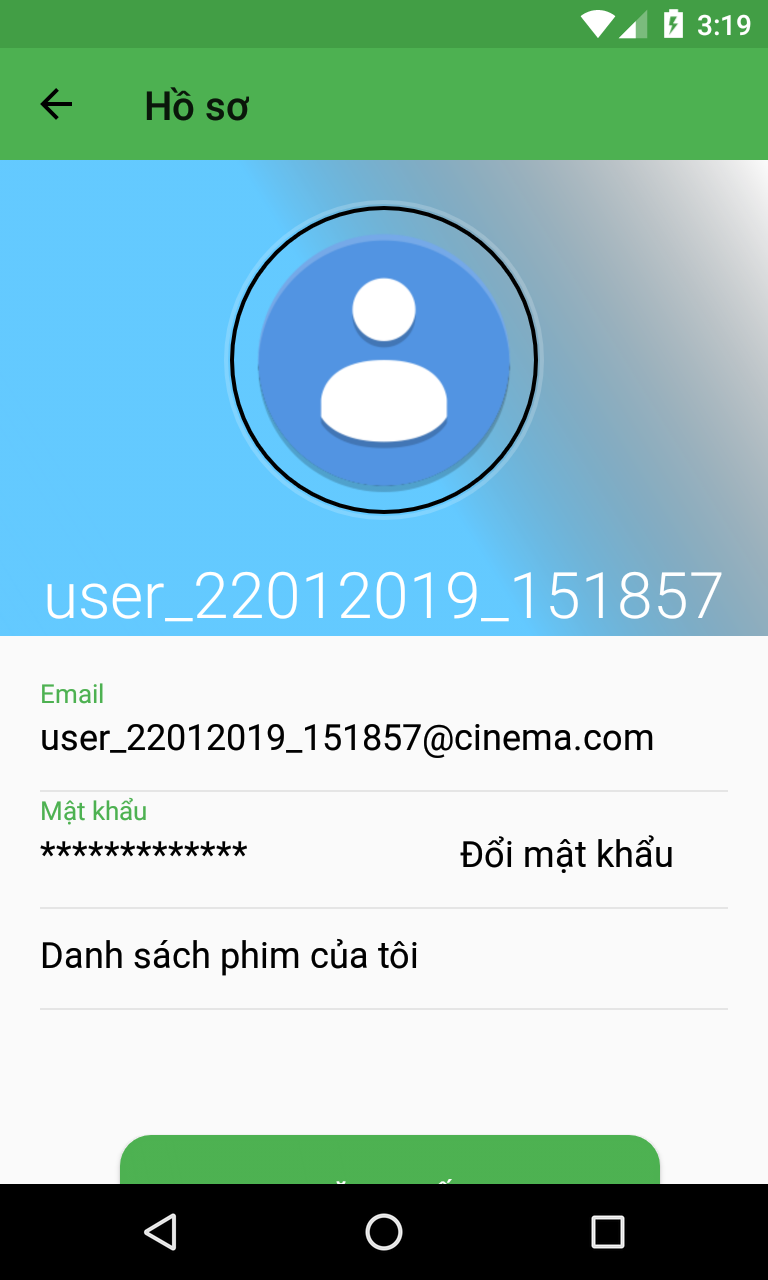 3:19
Hồ sơ
user_22012019_151857
Email
user_22012019_151857@cinema.com
Mật khẩu
*************
Đổi mật khẩu
Danh sách phim của tôi